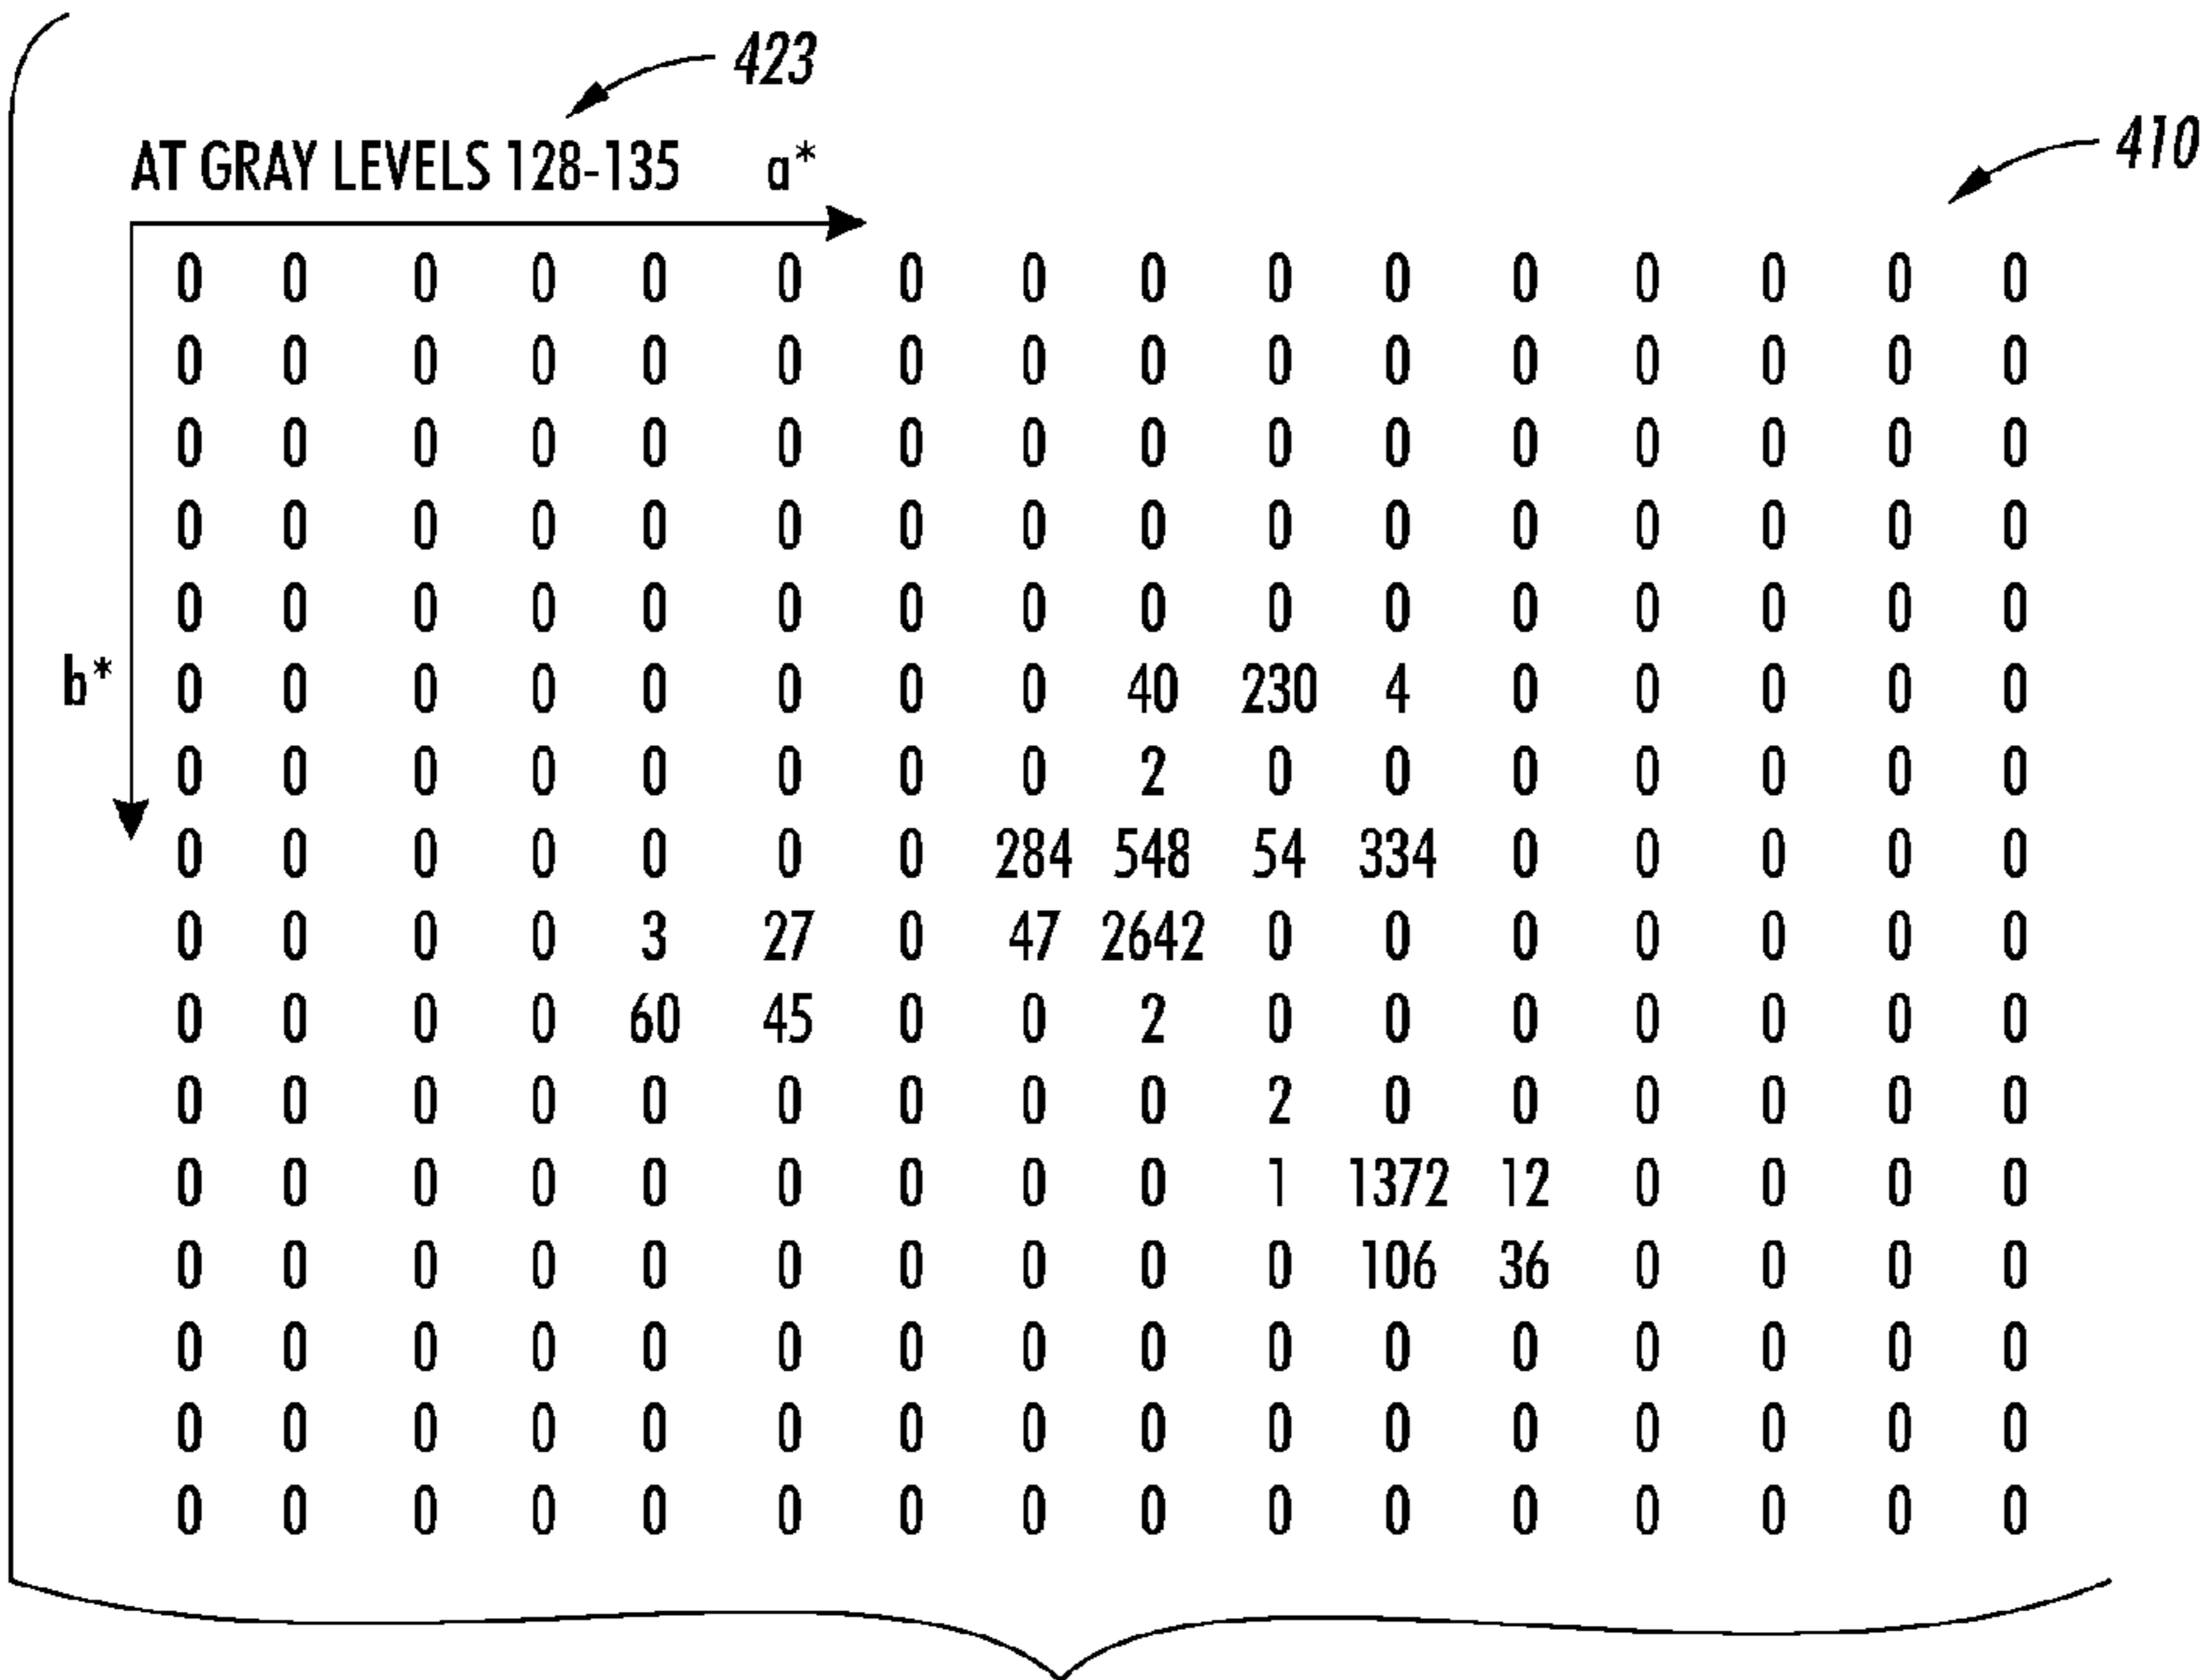 423
410
AT GRAY LEVELS 128-135 a*
0 0 0 0 0 0 0 0 0 0 0 0 0 0 0 0
0 0 0 0 0 0 0 0 0 0 0 0 0 0 0 0
0 0 0 0 0 0 0 0 0 0 0 0 0 0 0 0
0 0 0 0 0 0 0 0 0 0 0 0 0 0 0 0
0 0 0 0 0 0 0 0 0 0 0 0 0 0 0 0
b* 0 0 0 0 0 0 0 0 40 230 4 0 0 0 0 0
0 0 0 0 0 0 0 0 2 0 0 0 0 0 0 0
0 0 0 0 0 0 0 284 548 54 334 0 0 0 0 0
0 0 0 0 3 27 0 47 2642 0 0 0 0 0 0 0
0 0 0 0 60 45 0 0 2 0 0 0 0 0 0 0
0 0 0 0 0 0 0 0 0 2 0 0 0 0 0 0
0 0 0 0 0 0 0 0 0 1 1372 12 0 0 0 0
0 0 0 0 0 0 0 0 0 0 106 36 0 0 0 0
0 0 0 0 0 0 0 0 0 0 0 0 0 0 0 0
0 0 0 0 0 0 0 0 0 0 0 0 0 0 0 0
0 0 0 0 0 0 0 0 0 0 0 0 0 0 0 0